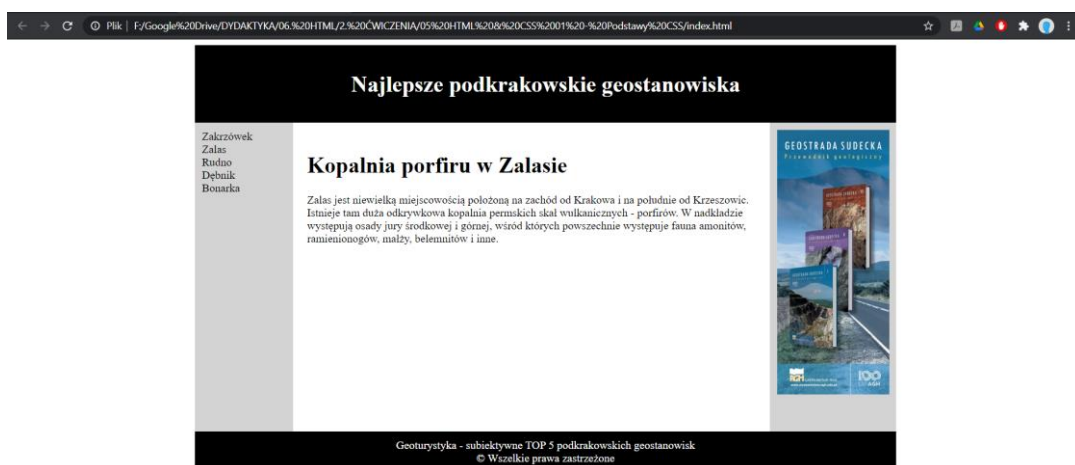 Plik | F:/Google%20Drive/DYDAKTYKA/06.%20HTML/2.%20ĆWICZENIA/05%20HTML%20&%20CSS%2001%20-%20Podstawy%20CSS/index.html
Najlepsze podkrakowskie geostanowiska
Zakrzówek
Zalas
Rudno
Dębnik
Bonarka
Kopalnia porfiru w Zalasie
Zalas jest niewielką miejscowością położoną na zachód od Krakowa i na południe od Krzeszowic.
Istnieje tam duża odkrywkowa kopalnia permskich skał wulkanicznych - porfirów. W nadkładzie
występują osady jury środkowej i górnej, wśród których powszechnie występuje fauna amonitów,
ramienionogów, małży, belemnitów i inne.
GEOSTRADA SUDECKA
Przewodnik geologiczny
100
AGH
Geoturystyka - subiektywne TOP 5 podkrakowskich geostanowisk
© Wszelkie prawa zastrzeżone